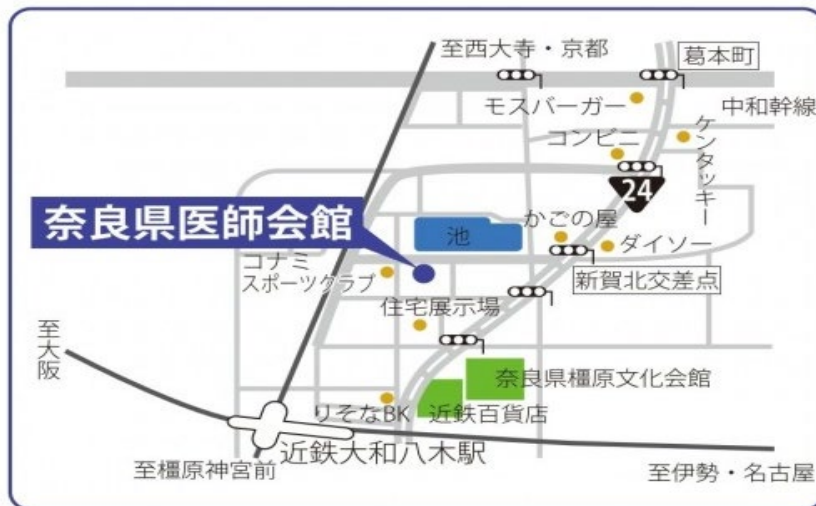 至西大寺・京都
葛本町
モスバーガー
中和幹線
コンビニ
ケンタッキー
24
奈良県医師会館
池
かごの屋
ダイソー
コナミ
スポーツクラブ
新賀北交差点
住宅展示場
至大阪
奈良県橿原文化会館
りそなBK
近鉄百貨店
近鉄大和八木駅
至橿原神宮前
至伊勢・名古屋